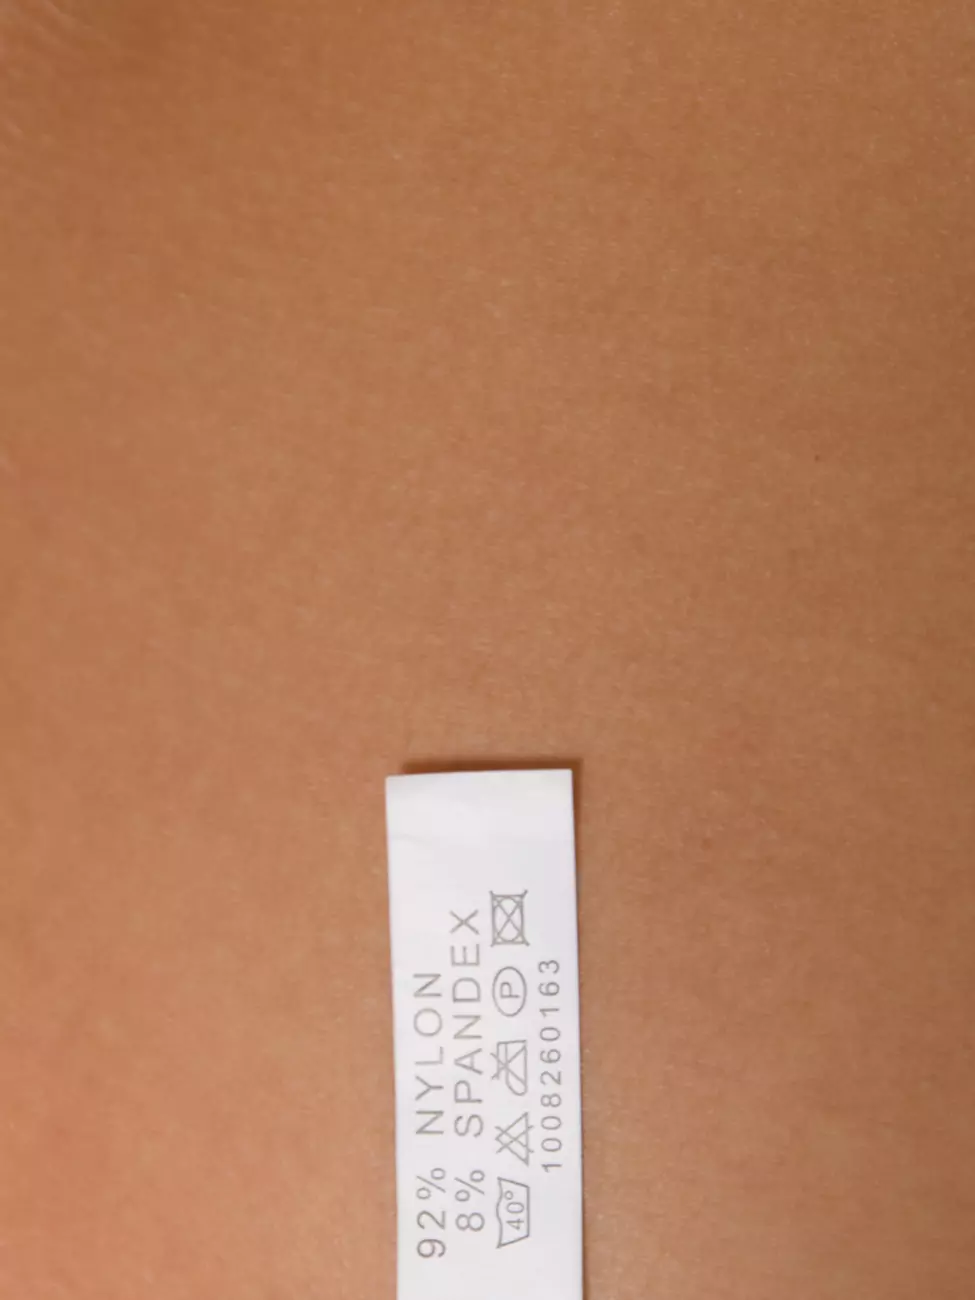 92% NYLON
8% SPANDEX
40° P
1008260163